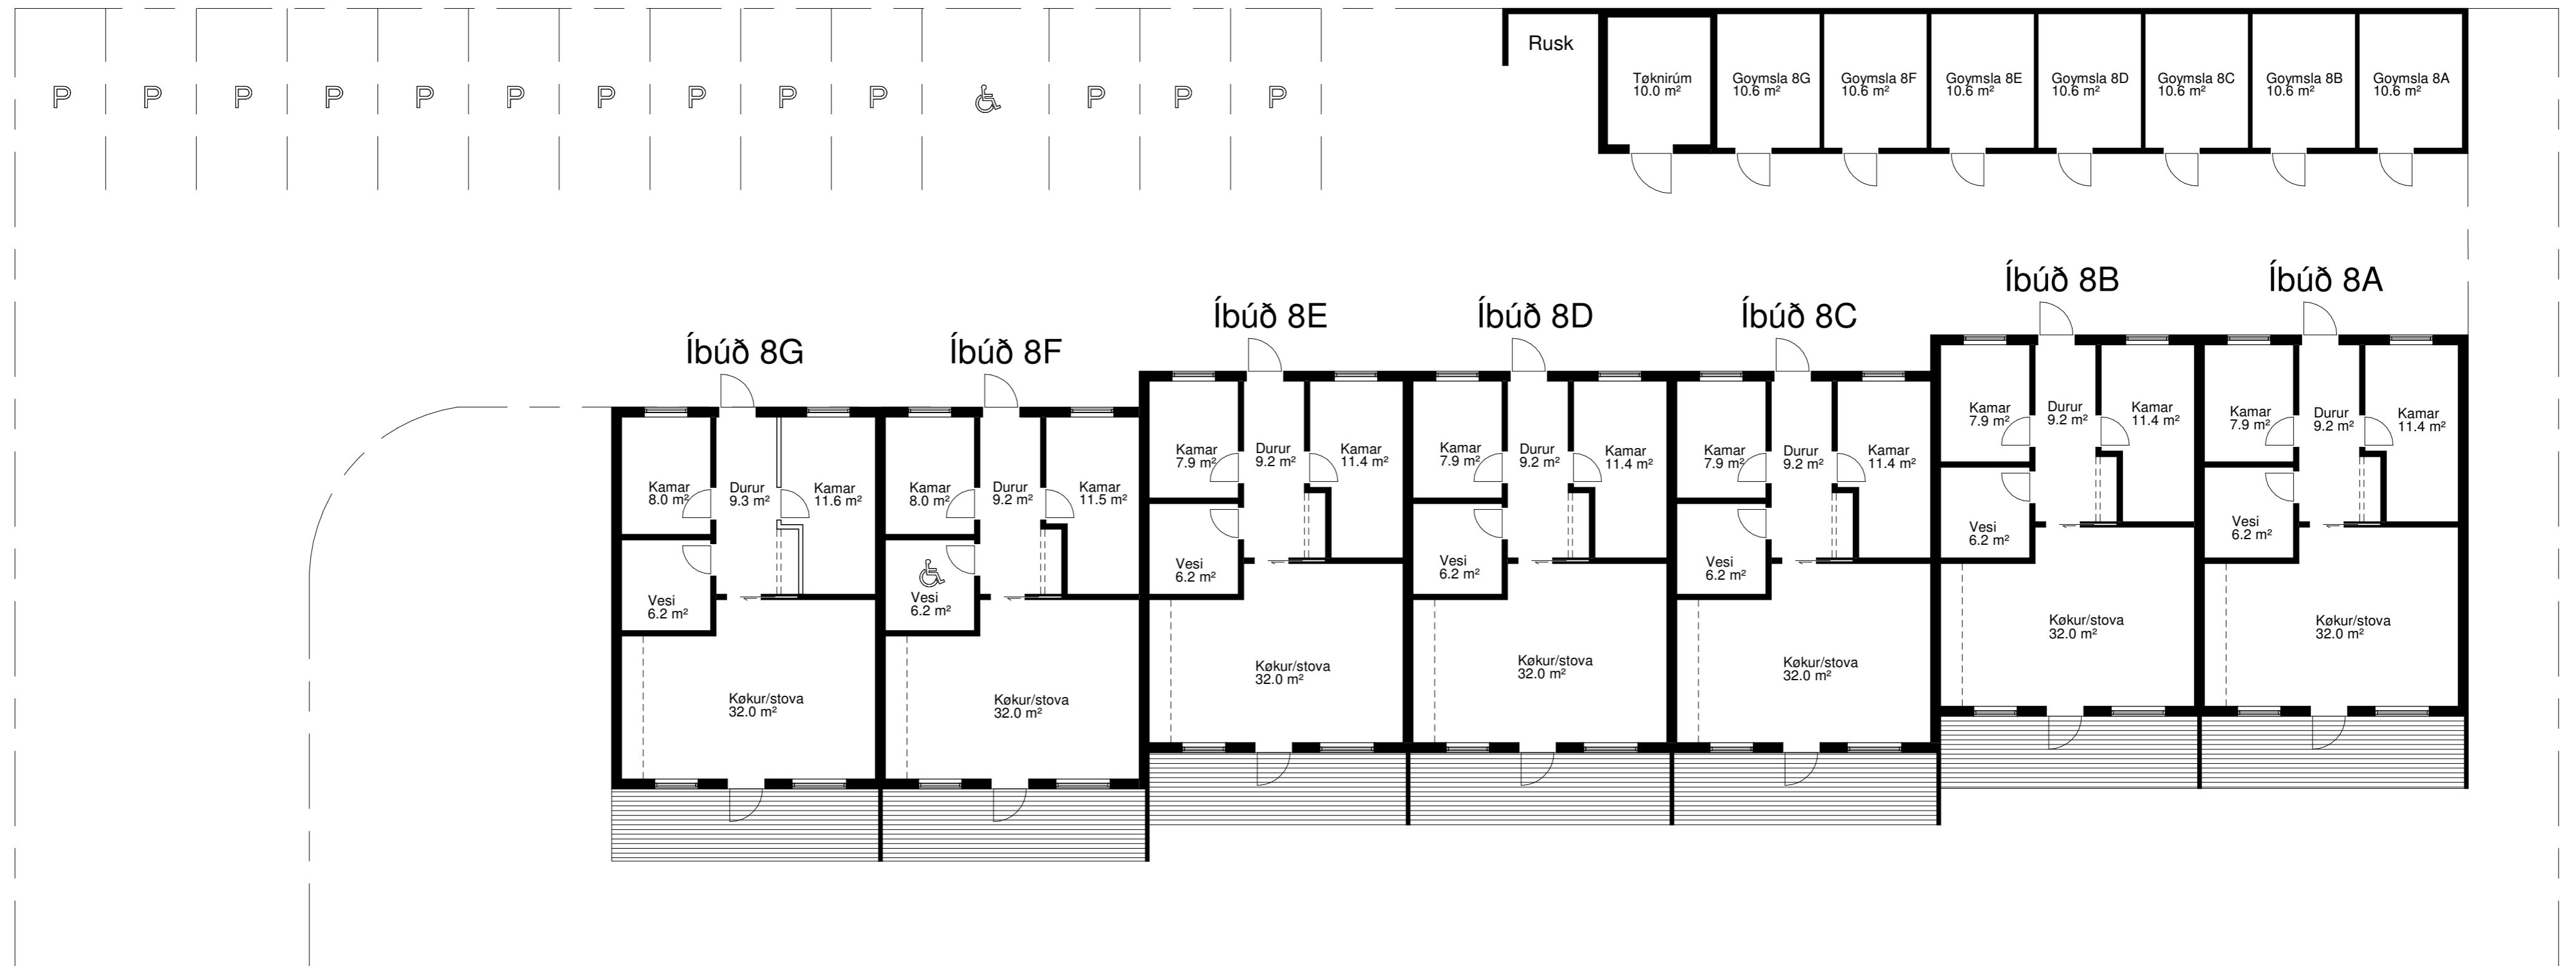 P
P
P
P
P
P
P
P
P
P
P
P
P
Rusk
Tøknirúm
10.0 m²
Goymsla 8G
10.6 m²
Goymsla 8F
10.6 m²
Goymsla 8E
10.6 m²
Goymsla 8D
10.6 m²
Goymsla 8C
10.6 m²
Goymsla 8B
10.6 m²
Goymsla 8A
10.6 m²
Íbúð 8G
Kamar
8.0 m²
Durur
9.3 m²
Kamar
11.6 m²
Vesi
6.2 m²
Køkur/stova
32.0 m²
Íbúð 8F
Kamar
8.0 m²
Durur
9.2 m²
Kamar
11.5 m²
Vesi
6.2 m²
Køkur/stova
32.0 m²
Íbúð 8E
Kamar
7.9 m²
Durur
9.2 m²
Kamar
11.4 m²
Vesi
6.2 m²
Køkur/stova
32.0 m²
Íbúð 8D
Kamar
7.9 m²
Durur
9.2 m²
Kamar
11.4 m²
Vesi
6.2 m²
Køkur/stova
32.0 m²
Íbúð 8C
Kamar
7.9 m²
Durur
9.2 m²
Kamar
11.4 m²
Vesi
6.2 m²
Køkur/stova
32.0 m²
Íbúð 8B
Kamar
7.9 m²
Durur
9.2 m²
Kamar
11.4 m²
Vesi
6.2 m²
Køkur/stova
32.0 m²
Íbúð 8A
Kamar
7.9 m²
Durur
9.2 m²
Kamar
11.4 m²
Vesi
6.2 m²
Køkur/stova
32.0 m²